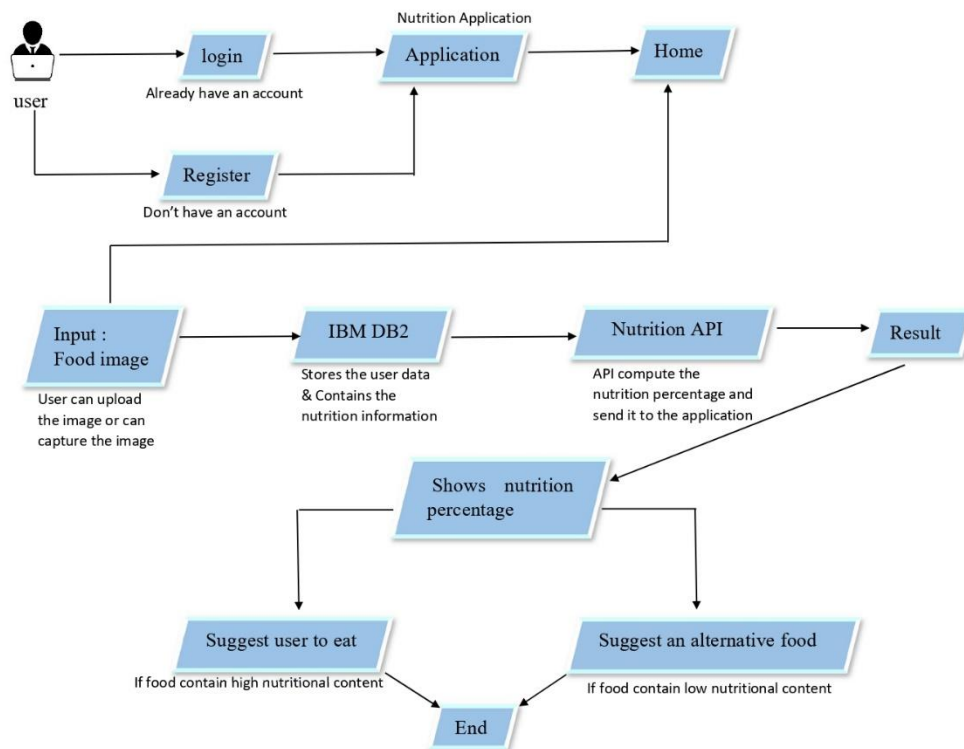 Nutrition Application
login
Application
Home
user
Already have an account
Register
Don't have an account
Input :
Food image
IBM DB2
Nutrition API
Result
User can upload
the image or can
capture the image
Stores the user data
& Contains the
nutrition information
API compute the
nutrition percentage and
send it to the application
Shows nutrition
percentage
Suggest user to eat
Suggest an alternative food
If food contain high nutritional content
If food contain low nutritional content
End